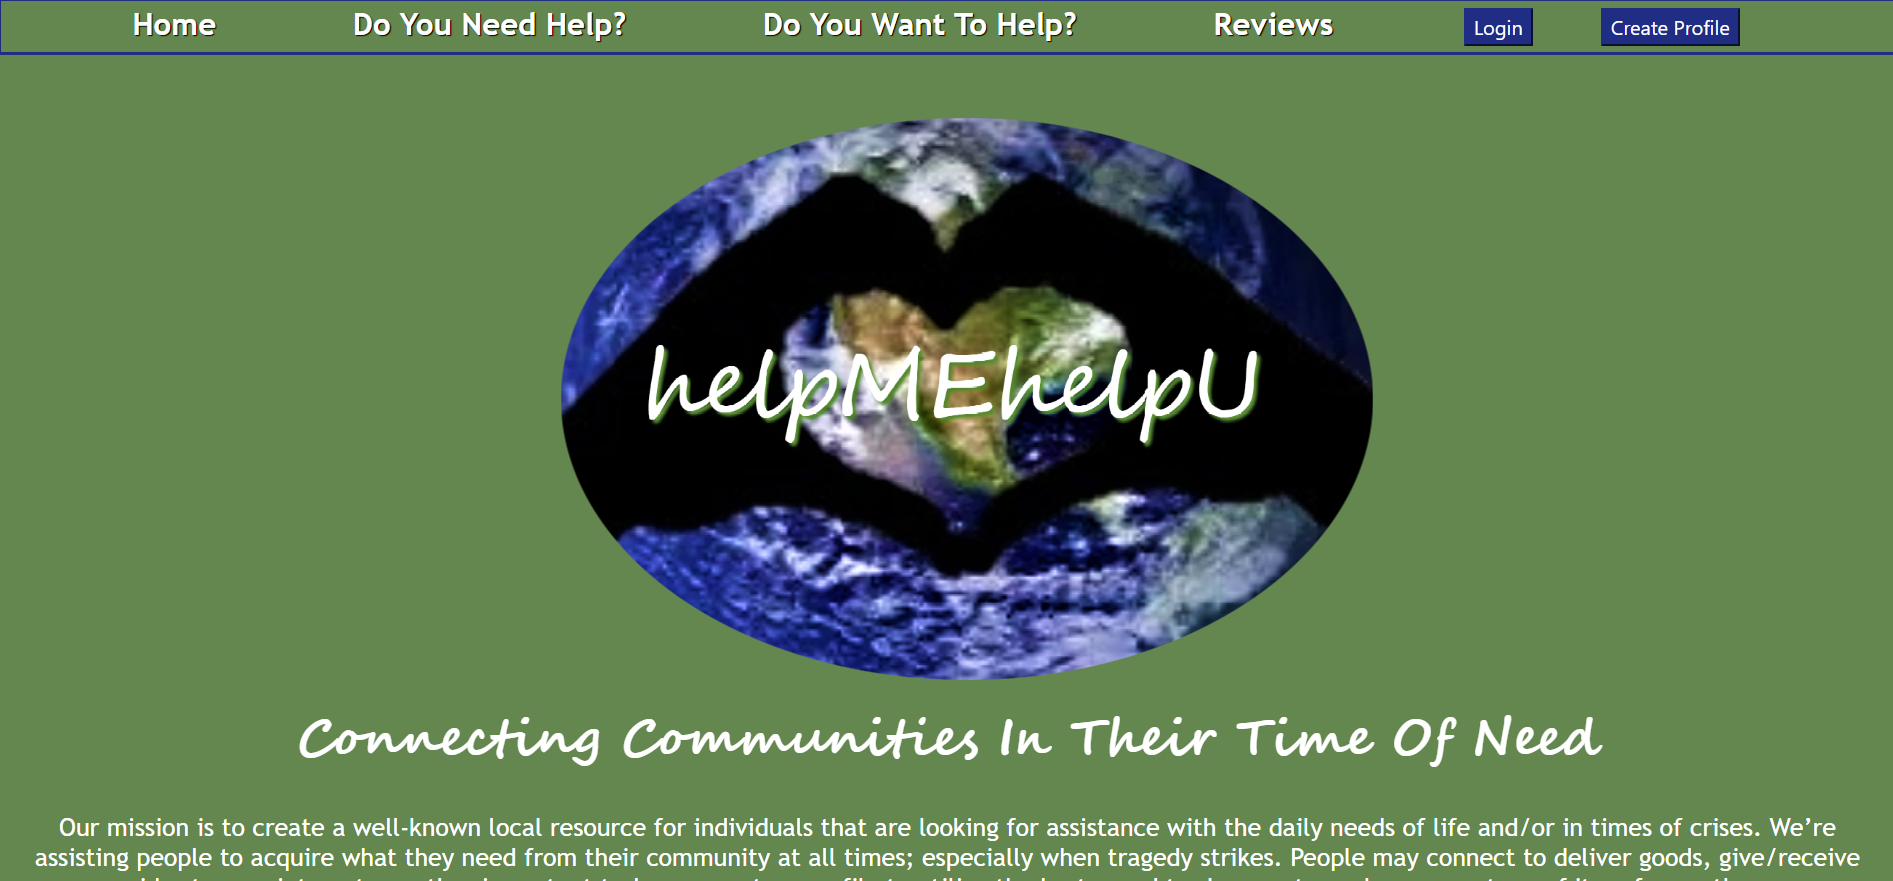 Home Do You Need Help? Do You Want To Help? Reviews Login Create Profile
helpMEhelpU
Connecting Communities In Their Time Of Need
Our mission is to create a well-known local resource for individuals that are looking for assistance with the daily needs of life and/or in times of crises. We’re
assisting people to acquire what they need from their community at all times; especially when tragedy strikes. People may connect to deliver goods, give/receive